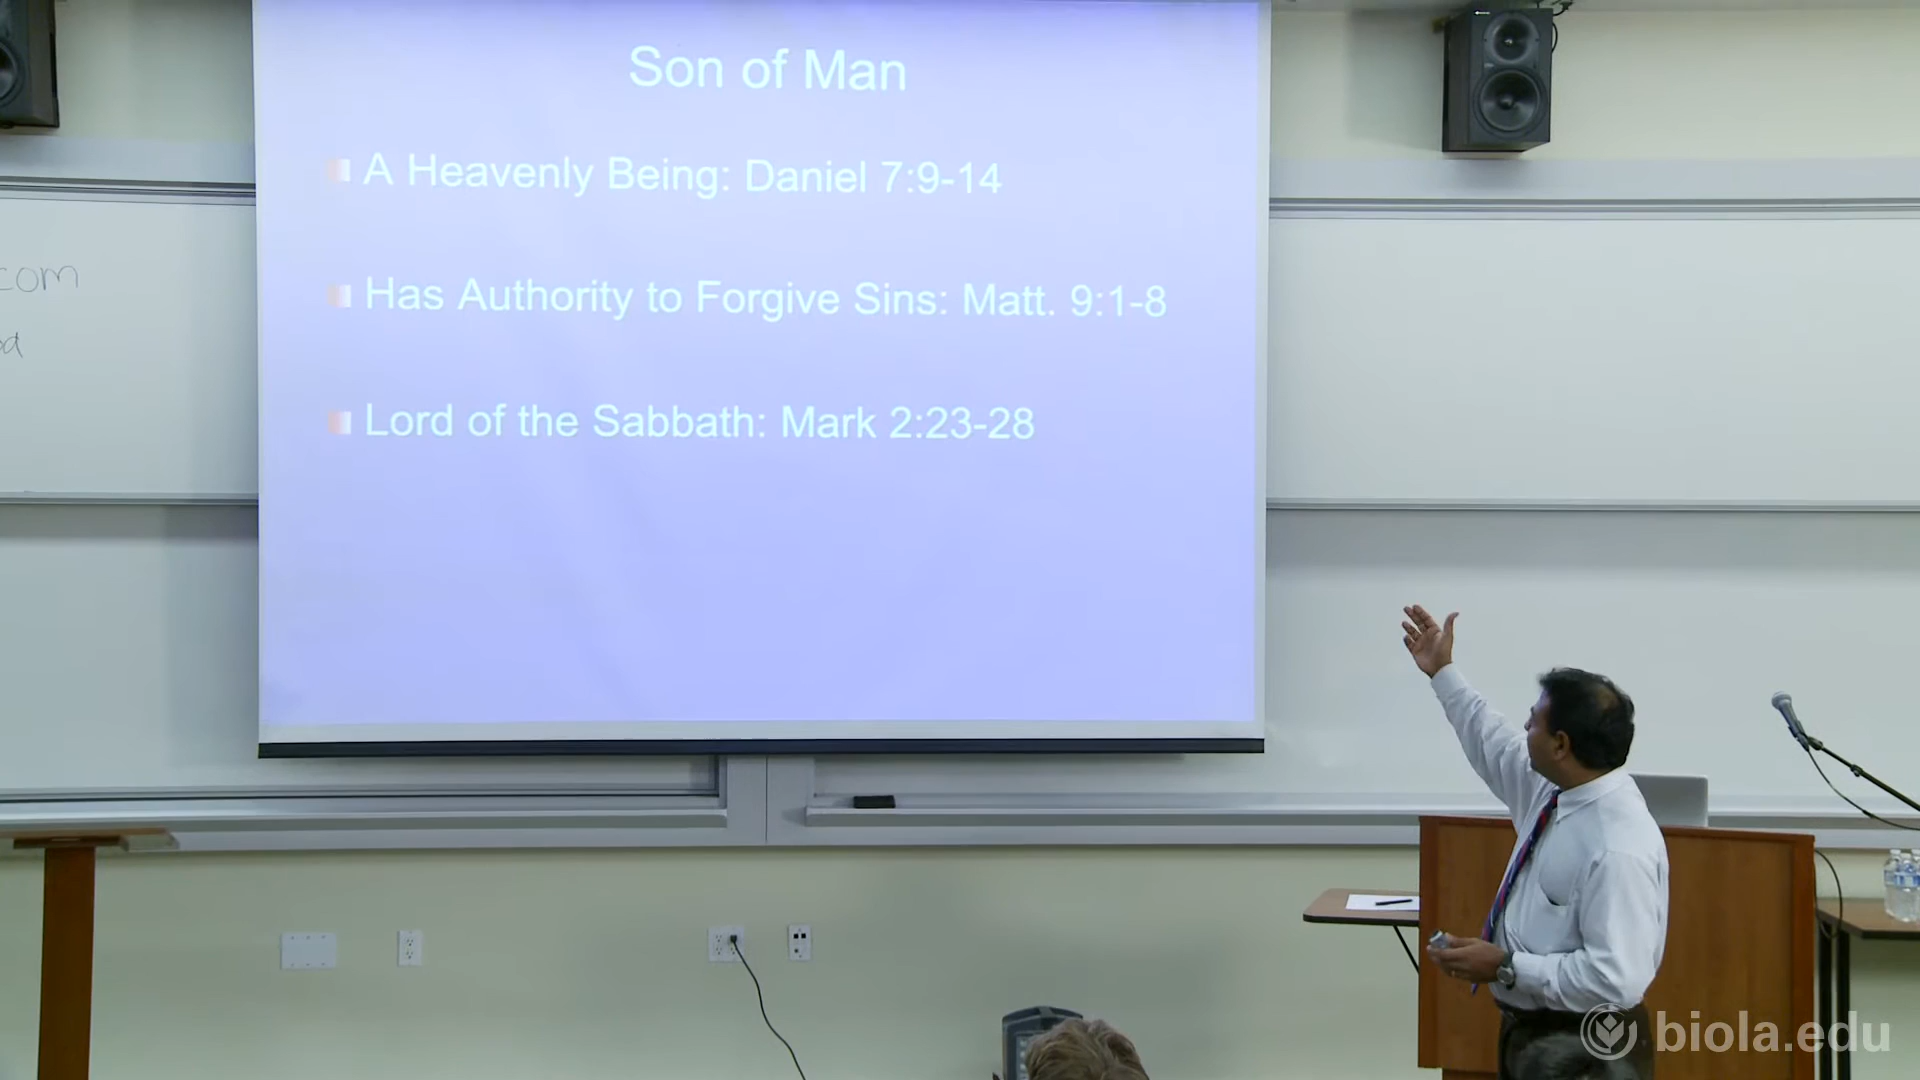 Son of Man
A Heavenly Being: Daniel 7:9-14
Has Authority to Forgive Sins: Matt. 9:1-8
Lord of the Sabbath: Mark 2:23-28
com
biola.edu